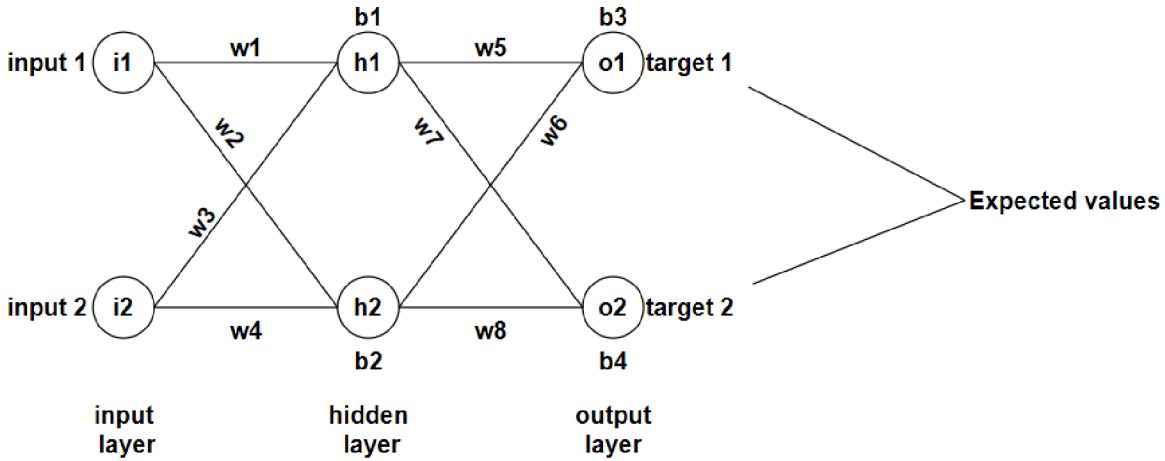 b1 b3
input 1 i1 w1 h1 w5 o1 target 1
w2 w7 w6
w3 Expected values
input 2 i2 w4 h2 w8 o2 target 2
b2 b4
input hidden output
layer layer layer